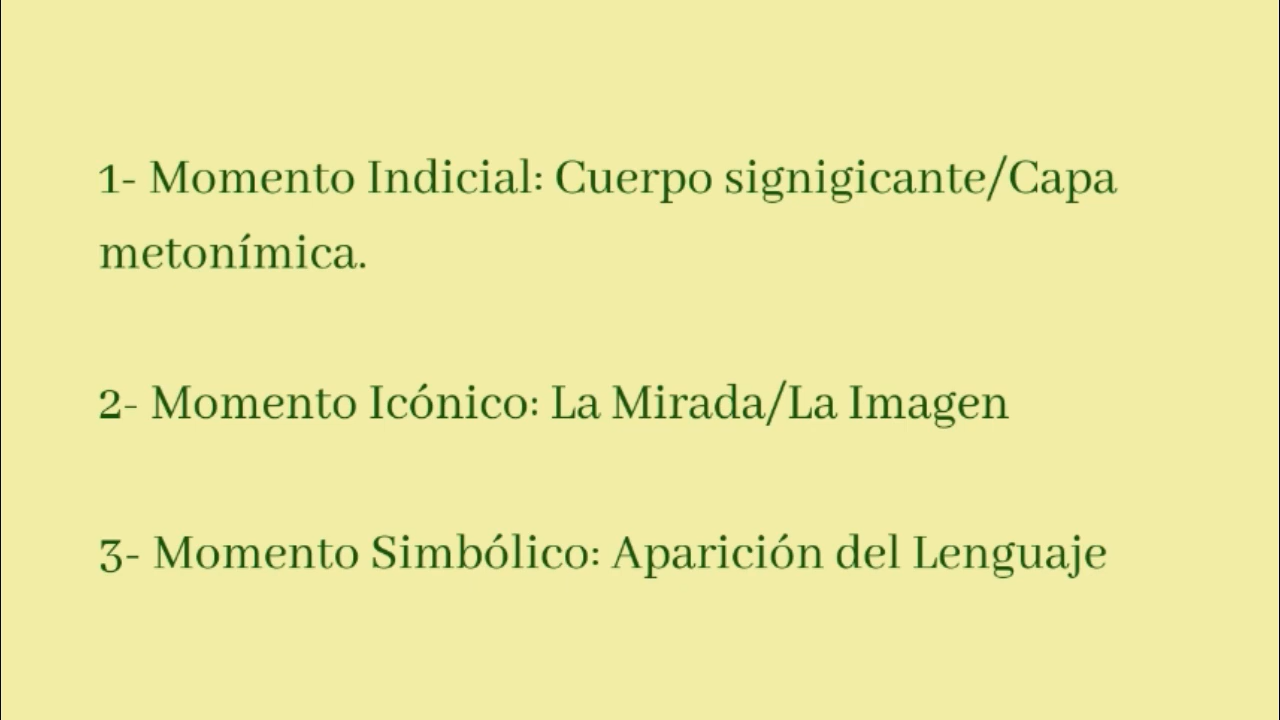 1- Momento Indicial: Cuerpo signigicante/Capa
metonímica.
2- Momento Icónico: La Mirada/La Imagen
3- Momento Simbólico: Aparición del Lenguaje